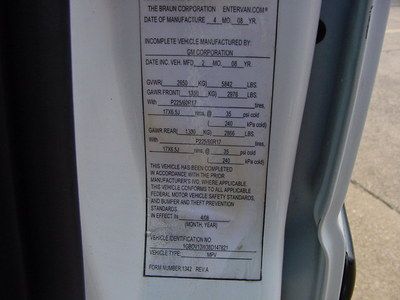 THE BRAUN CORPORATION ENTERVAN.COM®
DATE OF MANUFACTURE 4 MO. 08 YR.
INCOMPLETE VEHICLE MANUFACTURED BY:
GM CORPORATION
DATE INC. VEH. MFD. 2 MO. 08 YR.
GVWR( 2650 KG) 5842 LBS.
GAWR:FRONT( 1350 KG) 2976 LBS.
With P225/60R17 tires,
17X6.5J rims, @ 35 psi cold
( 240 kPa cold)
GAWR:REAR( 1300 KG) 2866 LBS.
With P225/60R17 tires,
17X6.5J rims, @ 35 psi cold
( 240 kPa cold)
THIS VEHICLE HAS BEEN COMPLETED
IN ACCORDANCE WITH THE PRIOR
MANUFACTURER'S IVD, WHERE APPLICABLE.
THIS VEHICLE CONFORMS TO ALL APPLICABLE
FEDERAL MOTOR VEHICLE SAFETY STANDARDS,
AND BUMPER AND THEFT PREVENTION
STANDARDS
IN EFFECT IN 4/08
(MONTH, YEAR)
VEHICLE IDENTIFICATION NO
VEHICLE TYPE MPV
FORM NUMBER 1342 REV A